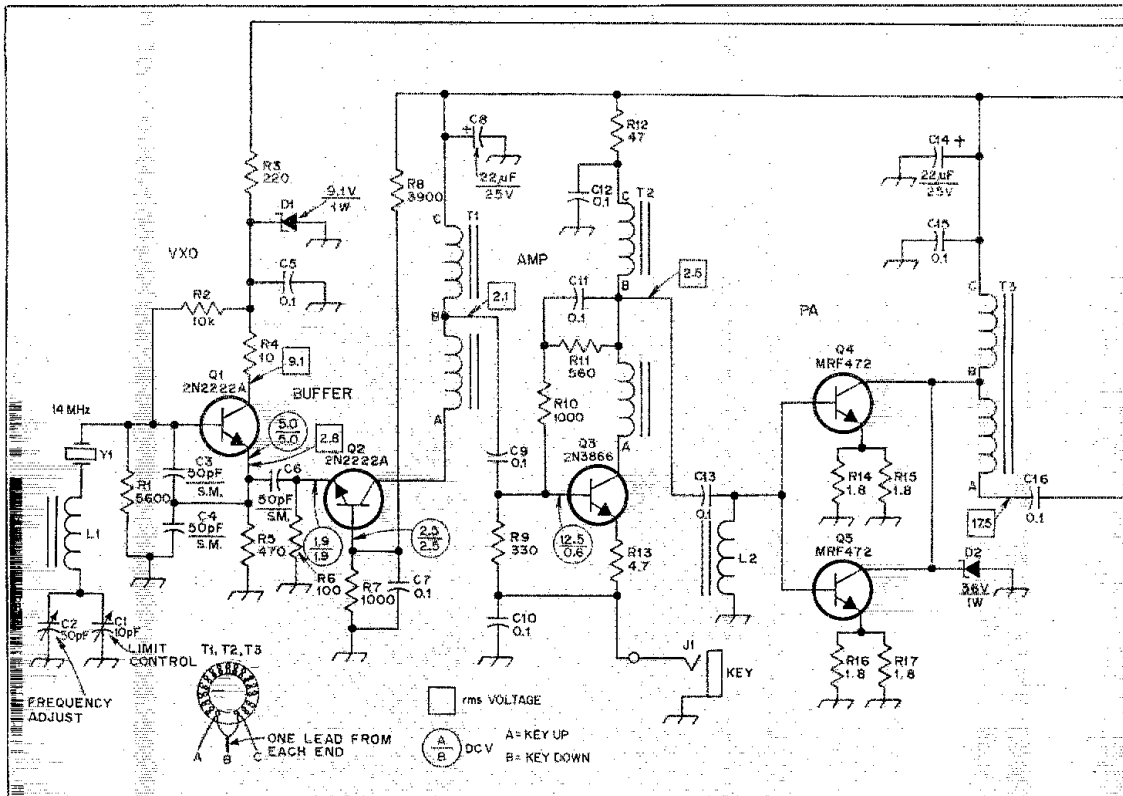 R3
220
9.1V
1W
D1
VXO
C5
0.1
R2
10k
R4
10
9.1
Q1
2N2222A
BUFFER
14 MHz
Y1
5.0
5.0
2.8
C3
50pF
S.M.
R1
5600
C4
50pF
S.M.
C6
50pF
S.M.
R5
470
L1
C2
50pF
C1
10pF
LIMIT
CONTROL
FREQUENCY
ADJUST
Q2
2N2222A
1.9
1.9
2.5
2.5
R6
100
R7
1000
C7
0.1
R8
3900
C8
+
22µF
25V
C
T1
B
2.1
A
AMP
R12
47
C12
0.1
C
T2
B
2.5
C11
0.1
R11
560
R10
1000
A
Q3
2N3866
C9
0.1
12.5
0.6
R9
330
R13
4.7
C10
0.1
J1
KEY
C13
0.1
L2
PA
Q4
MRF472
R14
1.8
R15
1.8
Q5
MRF472
R16
1.8
R17
1.8
C14
+
22µF
25V
C15
0.1
C
T3
B
A
17.5
C16
0.1
D2
36V
1W
T1, T2, T3
A
B
C
ONE LEAD FROM
EACH END
rms VOLTAGE
A
B
DCV
A= KEY UP
B= KEY DOWN